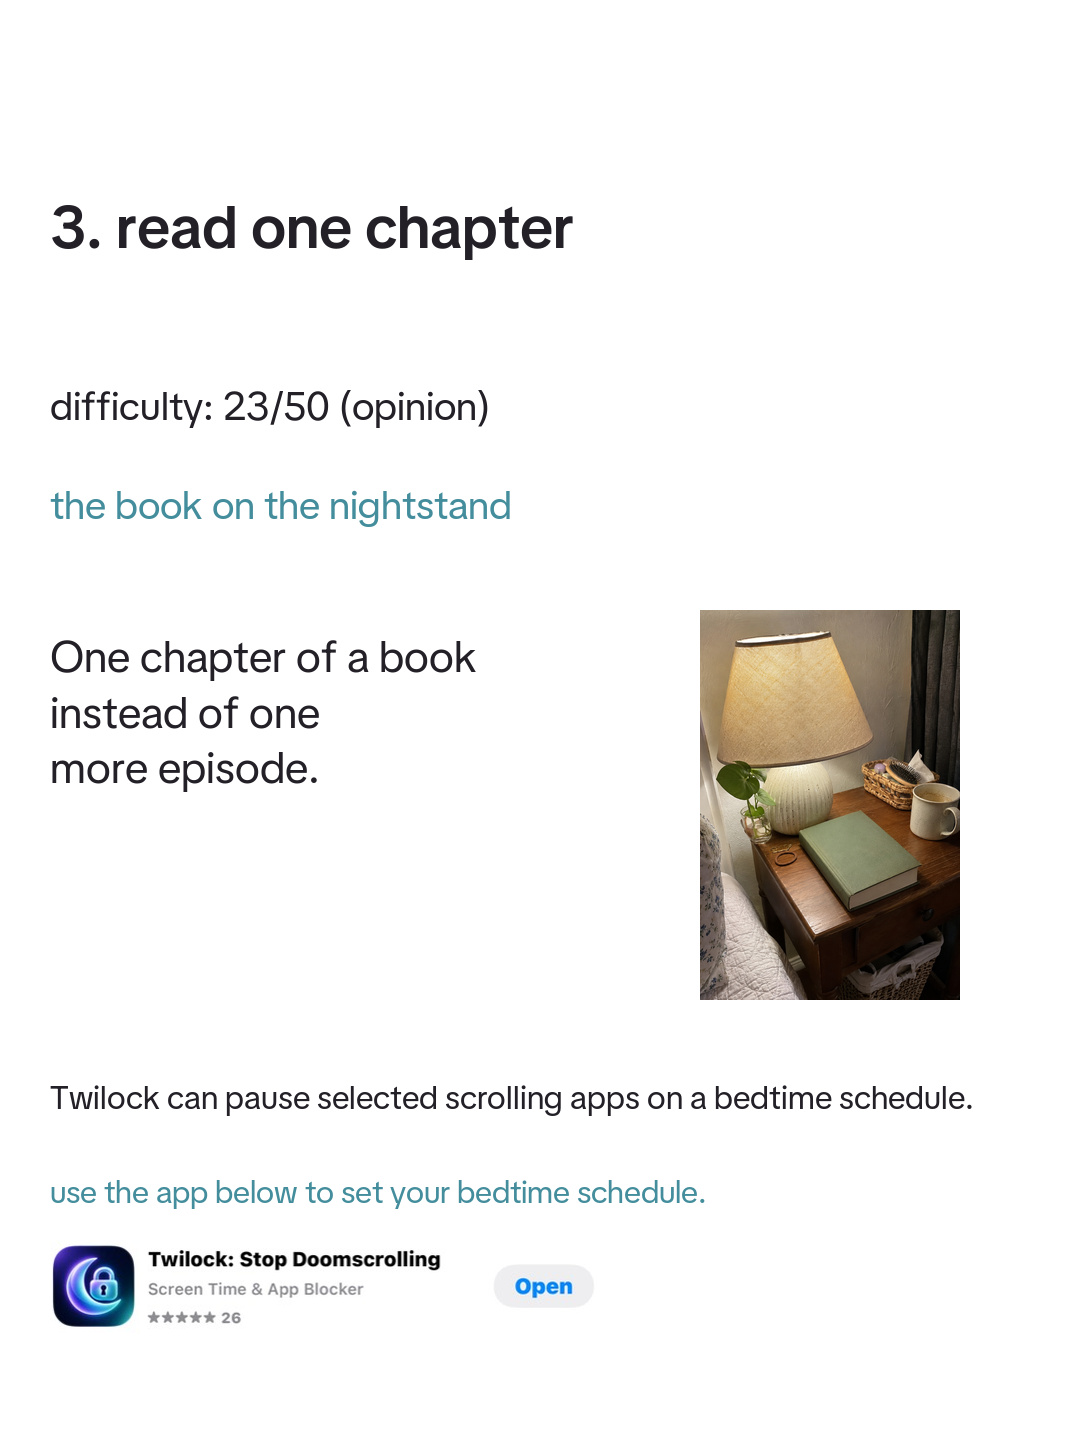 3. read one chapter
difficulty: 23/50 (opinion)
the book on the nightstand
One chapter of a book
instead of one
more episode.
Twilock can pause selected scrolling apps on a bedtime schedule.
use the app below to set your bedtime schedule.
Twilock: Stop Doomscrolling
Screen Time & App Blocker
★★★★★ 26
Open